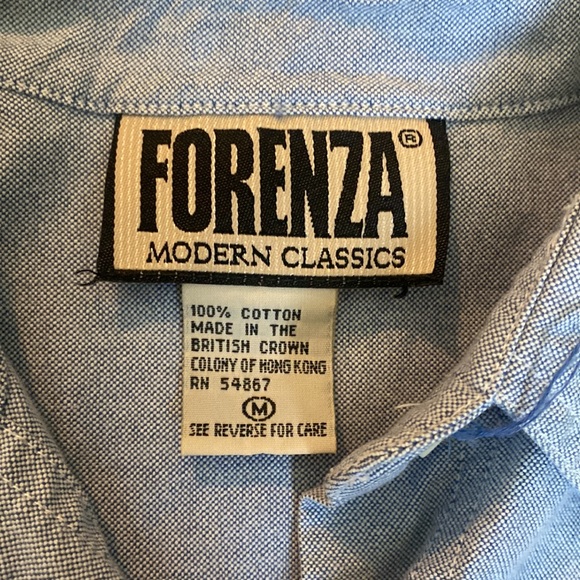 FORENZA®
MODERN CLASSICS
100% COTTON
MADE IN THE
BRITISH CROWN
COLONY OF HONG KONG
RN 54867
M
SEE REVERSE FOR CARE